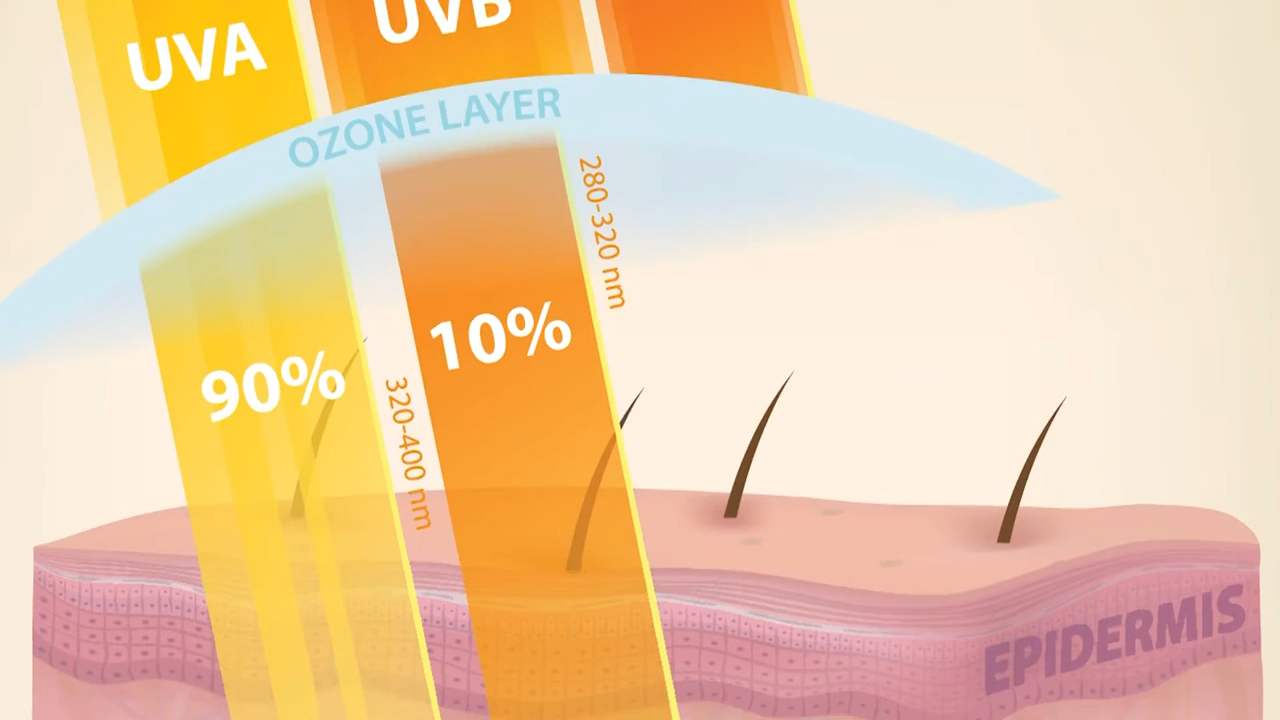 UVA
UVB
OZONE LAYER
280-320 nm
10%
90%
320-400 nm
EPIDERMIS